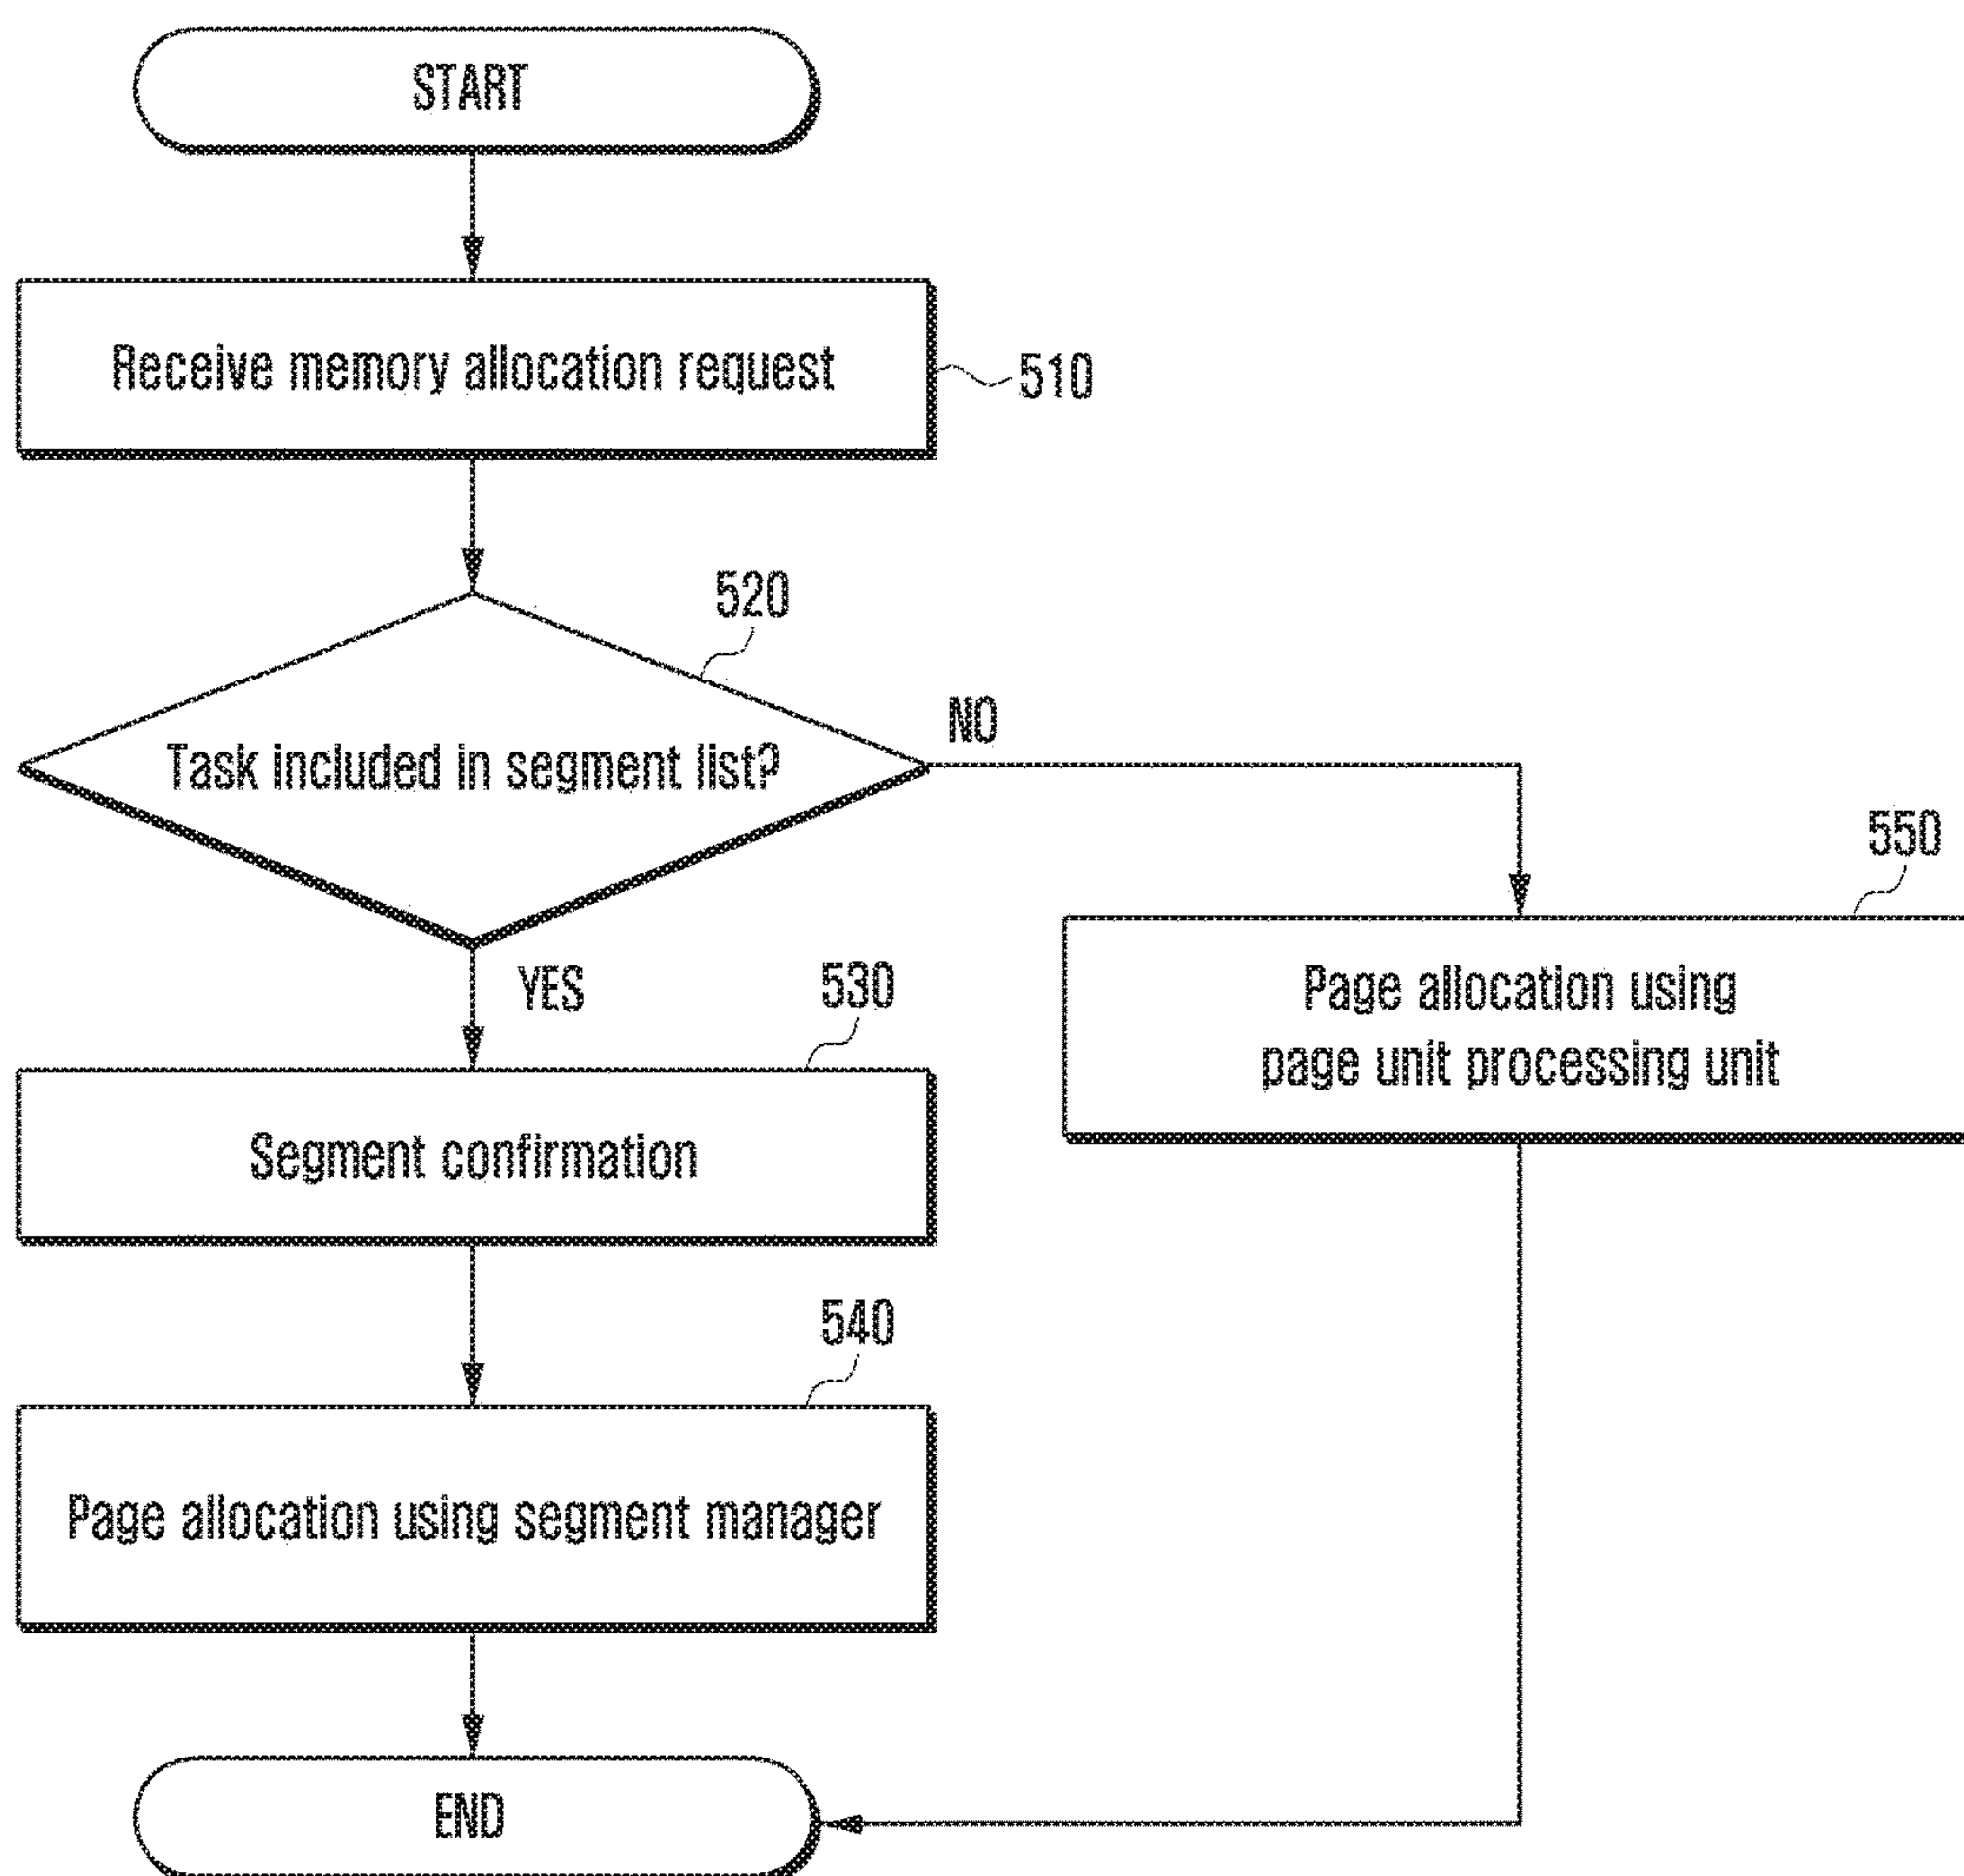 START
Receive memory allocation request
510
520
Task included in segment list?
NO
YES
530
550
Page allocation using
page unit processing unit
Segment confirmation
540
Page allocation using segment manager
END